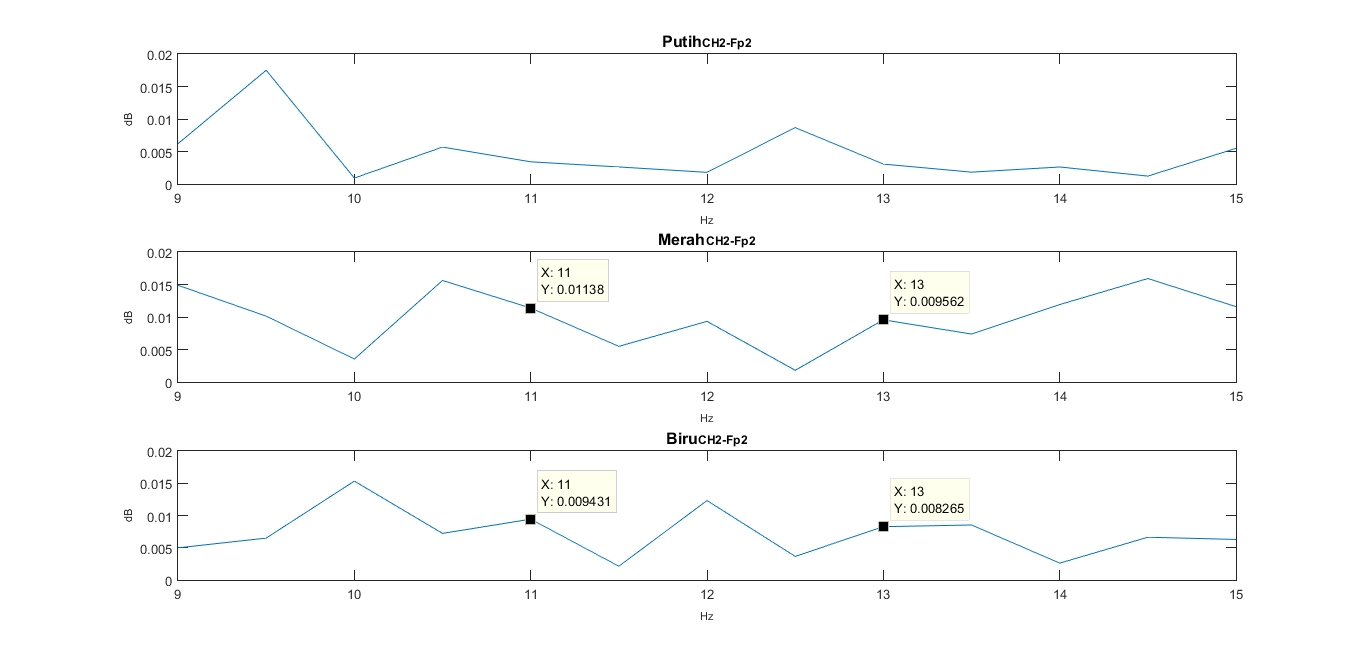 PutihCH2-Fp2
0.02
0.015
0.01
0.005
0
dB
9 10 11 12 13 14 15
Hz
MerahCH2-Fp2
0.02
0.015
0.01
0.005
0
dB
X: 11
Y: 0.01138
X: 13
Y: 0.009562
9 10 11 12 13 14 15
Hz
BiruCH2-Fp2
0.02
0.015
0.01
0.005
0
dB
X: 11
Y: 0.009431
X: 13
Y: 0.008265
9 10 11 12 13 14 15
Hz